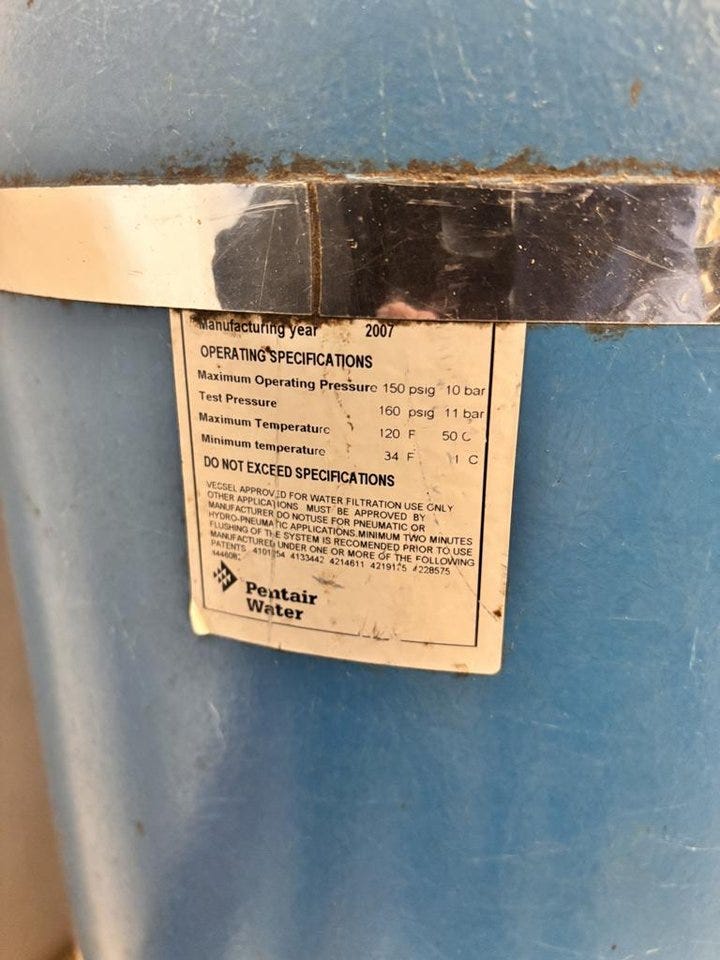 Manufacturing year 2007
OPERATING SPECIFICATIONS
Maximum Operating Pressure 150 psig 10 bar
Test Pressure 160 psig 11 bar
Maximum Temperature 120 F 50 C
Minimum temperature 34 F 1 C
DO NOT EXCEED SPECIFICATIONS
VESSEL APPROVED FOR WATER FILTRATION USE ONLY
OTHER APPLICATIONS MUST BE APPROVED BY
MANUFACTURER DO NOTUSE FOR PNEUMATIC OR
HYDRO-PNEUMATIC APPLICATIONS.MINIMUM TWO MINUTES
FLUSHING OF THE SYSTEM IS RECOMENDED PRIOR TO USE
MANUFACTURED UNDER ONE OR MORE OF THE FOLLOWING
PATENTS 4133442 4214611 4228575
Pentair
Water